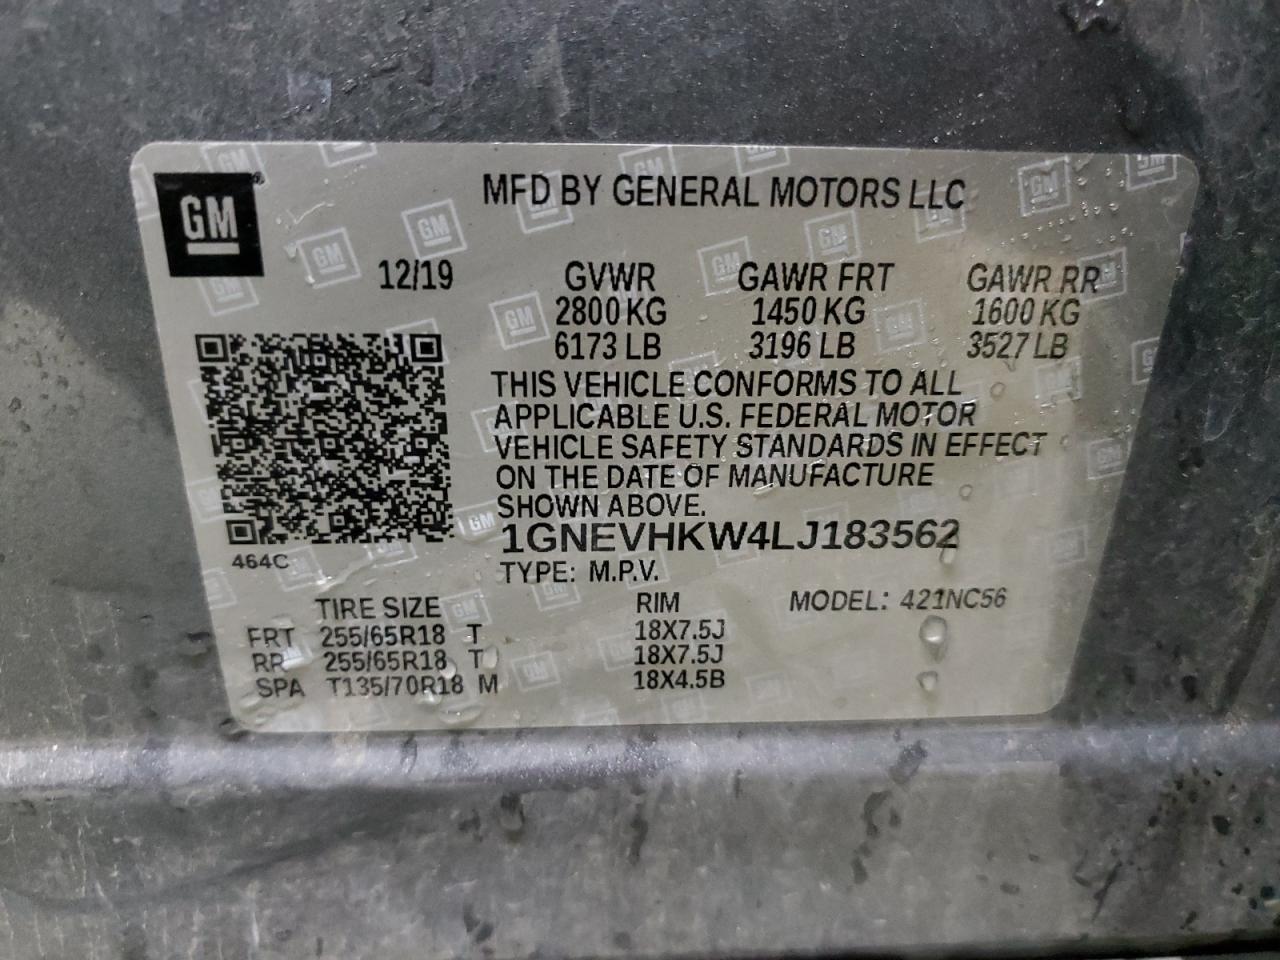 GM
MFD BY GENERAL MOTORS LLC
12/19 GVWR GAWR FRT GAWR RR
2800 KG 1450 KG 1600 KG
6173 LB 3196 LB 3527 LB
THIS VEHICLE CONFORMS TO ALL
APPLICABLE U.S. FEDERAL MOTOR
VEHICLE SAFETY STANDARDS IN EFFECT
ON THE DATE OF MANUFACTURE
SHOWN ABOVE.
1GNEVHKW4LJ183562
464C
TYPE: M.P.V.
TIRE SIZE RIM MODEL: 421NC56
FRT 255/65R18 T 18X7.5J
RR 255/65R18 T 18X7.5J
SPA T135/70R18 M 18X4.5B